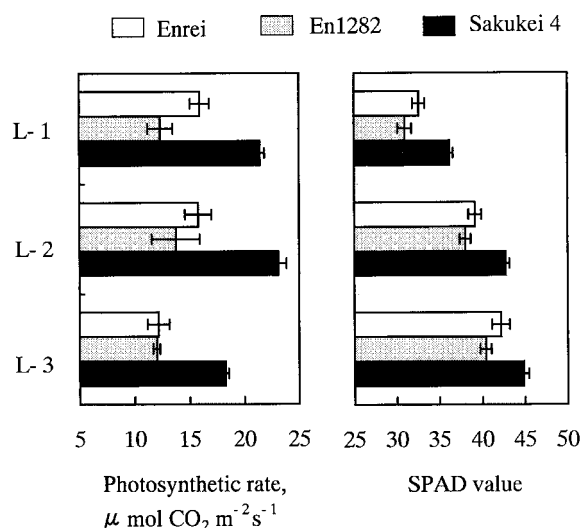 Enrei En1282 Sakukei 4
L- 1
L- 2
L- 3
5 10 15 20 25
25 30 35 40 45 50
Photosynthetic rate,
μ mol CO₂ m⁻²s⁻¹
SPAD value